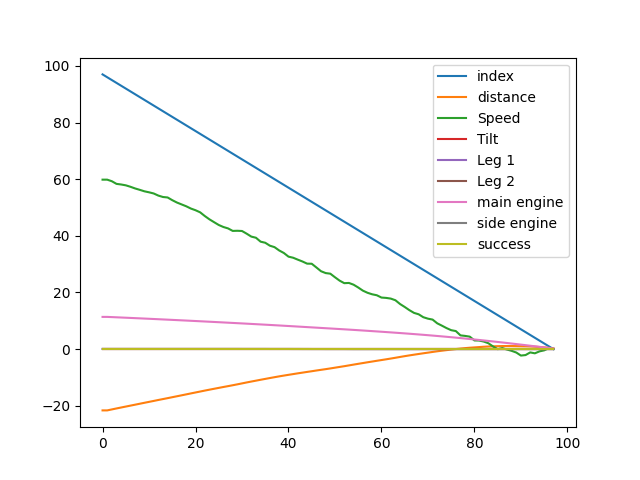 100
80
60
40
20
0
−20
0
20
40
60
80
100
index
distance
Speed
Tilt
Leg 1
Leg 2
main engine
side engine
success